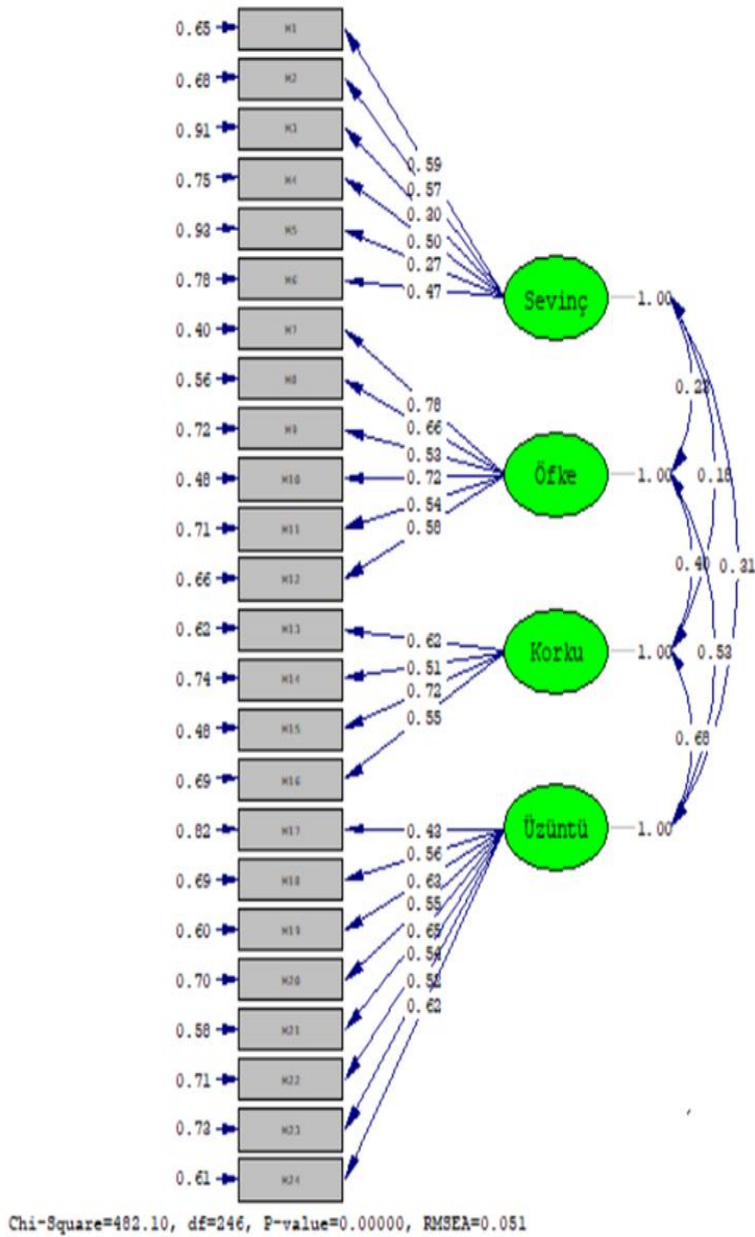 0.65 M1
0.68 M2
0.91 M3
0.75 M4
0.93 M5
0.78 M6
0.40 M7
0.56 M8
0.72 M9
0.48 M10
0.71 M11
0.66 M12
0.62 M13
0.74 M14
0.48 M15
0.69 M16
0.82 M17
0.69 M18
0.60 M19
0.70 M20
0.58 M21
0.71 M22
0.73 M23
0.61 M24
0.59
0.57
0.30
0.50
0.27
0.47
0.78
0.66
0.53
0.72
0.54
0.58
0.62
0.51
0.72
0.55
0.43
0.56
0.63
0.55
0.65
0.54
0.52
0.62
Sevinç 1.00
Öfke 1.00
Korku 1.00
Üzüntü 1.00
0.18
0.40 0.31
0.53
0.68
Chi-Square=482.10, df=246, P-value=0.00000, RMSEA=0.051